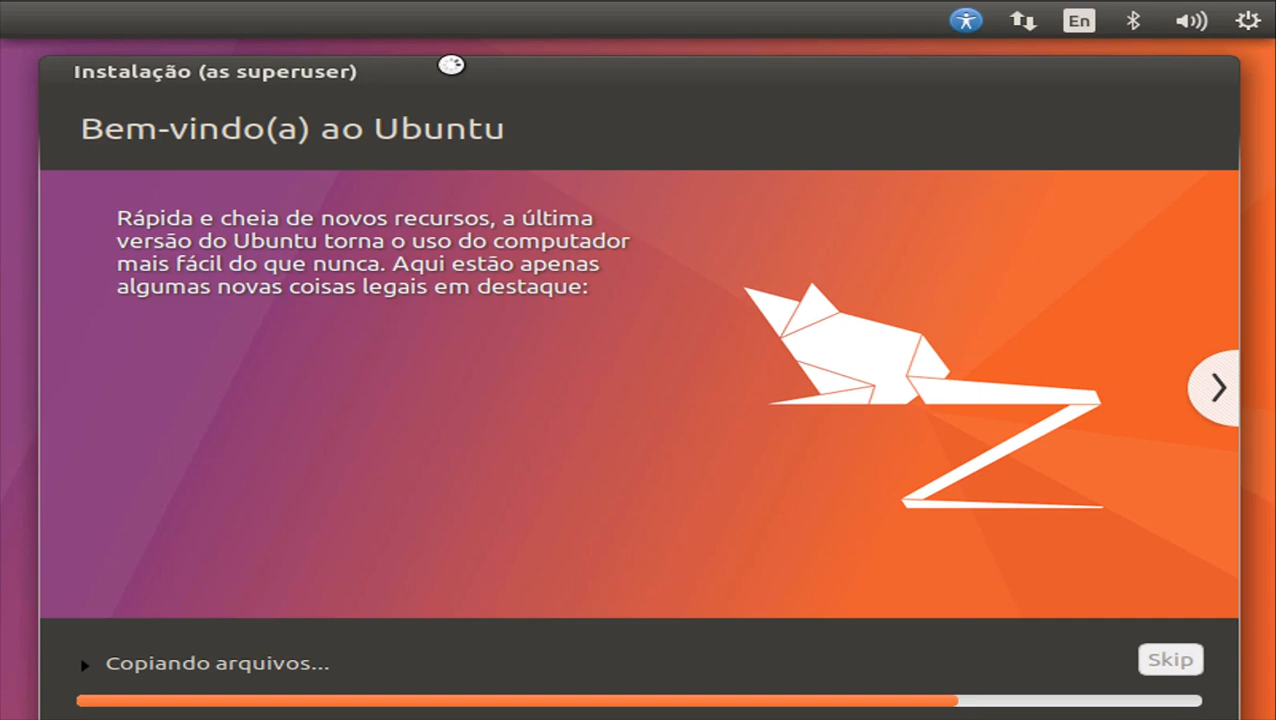 En
Instalação (as superuser)
Bem-vindo(a) ao Ubuntu
Rápida e cheia de novos recursos, a última
versão do Ubuntu torna o uso do computador
mais fácil do que nunca. Aqui estão apenas
algumas novas coisas legais em destaque:
Copiando arquivos...
Skip